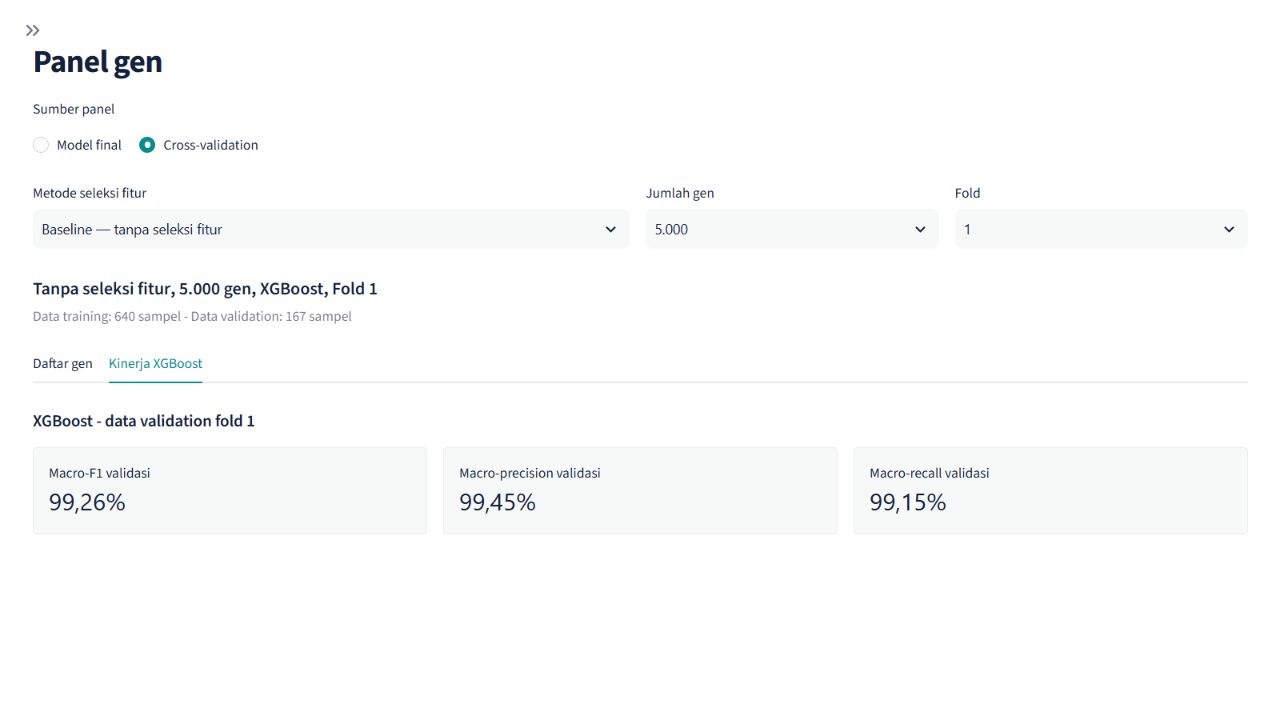 Panel gen
Sumber panel
Model final Cross-validation
Metode seleksi fitur Jumlah gen Fold
Baseline — tanpa seleksi fitur 5.000 1
Tanpa seleksi fitur, 5.000 gen, XGBoost, Fold 1
Data training: 640 sampel - Data validation: 167 sampel
Daftar gen Kinerja XGBoost
XGBoost - data validation fold 1
Macro-F1 validasi Macro-precision validasi Macro-recall validasi
99,26% 99,45% 99,15%